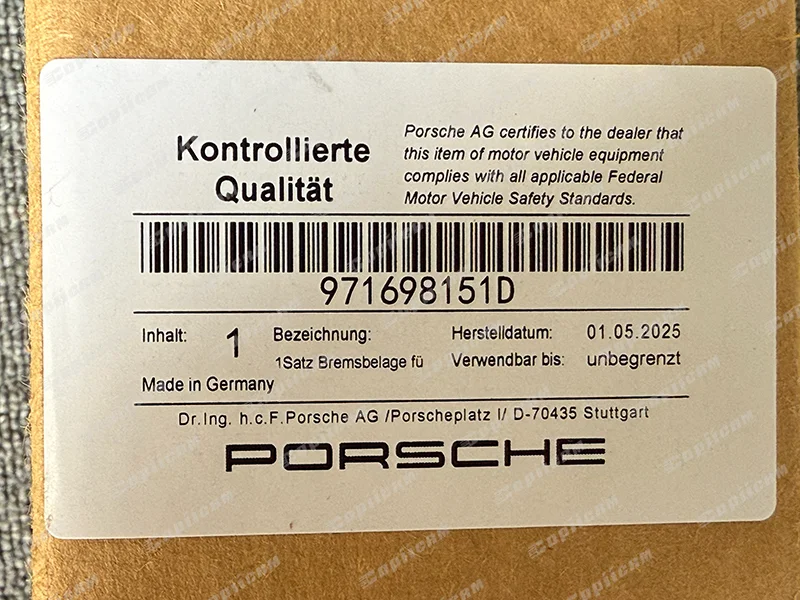 Kontrollierte
Qualität
Porsche AG certifies to the dealer that
this item of motor vehicle equipment
complies with all applicable Federal
Motor Vehicle Safety Standards.
971698151D
Inhalt: 1 Bezeichnung: Herstelldatum: 01.05.2025
1Satz Bremsbelage fü Verwendbar bis: unbegrenzt
Made in Germany
Dr.Ing. h.c.F.Porsche AG /Porscheplatz I/ D-70435 Stuttgart
PORSCHE